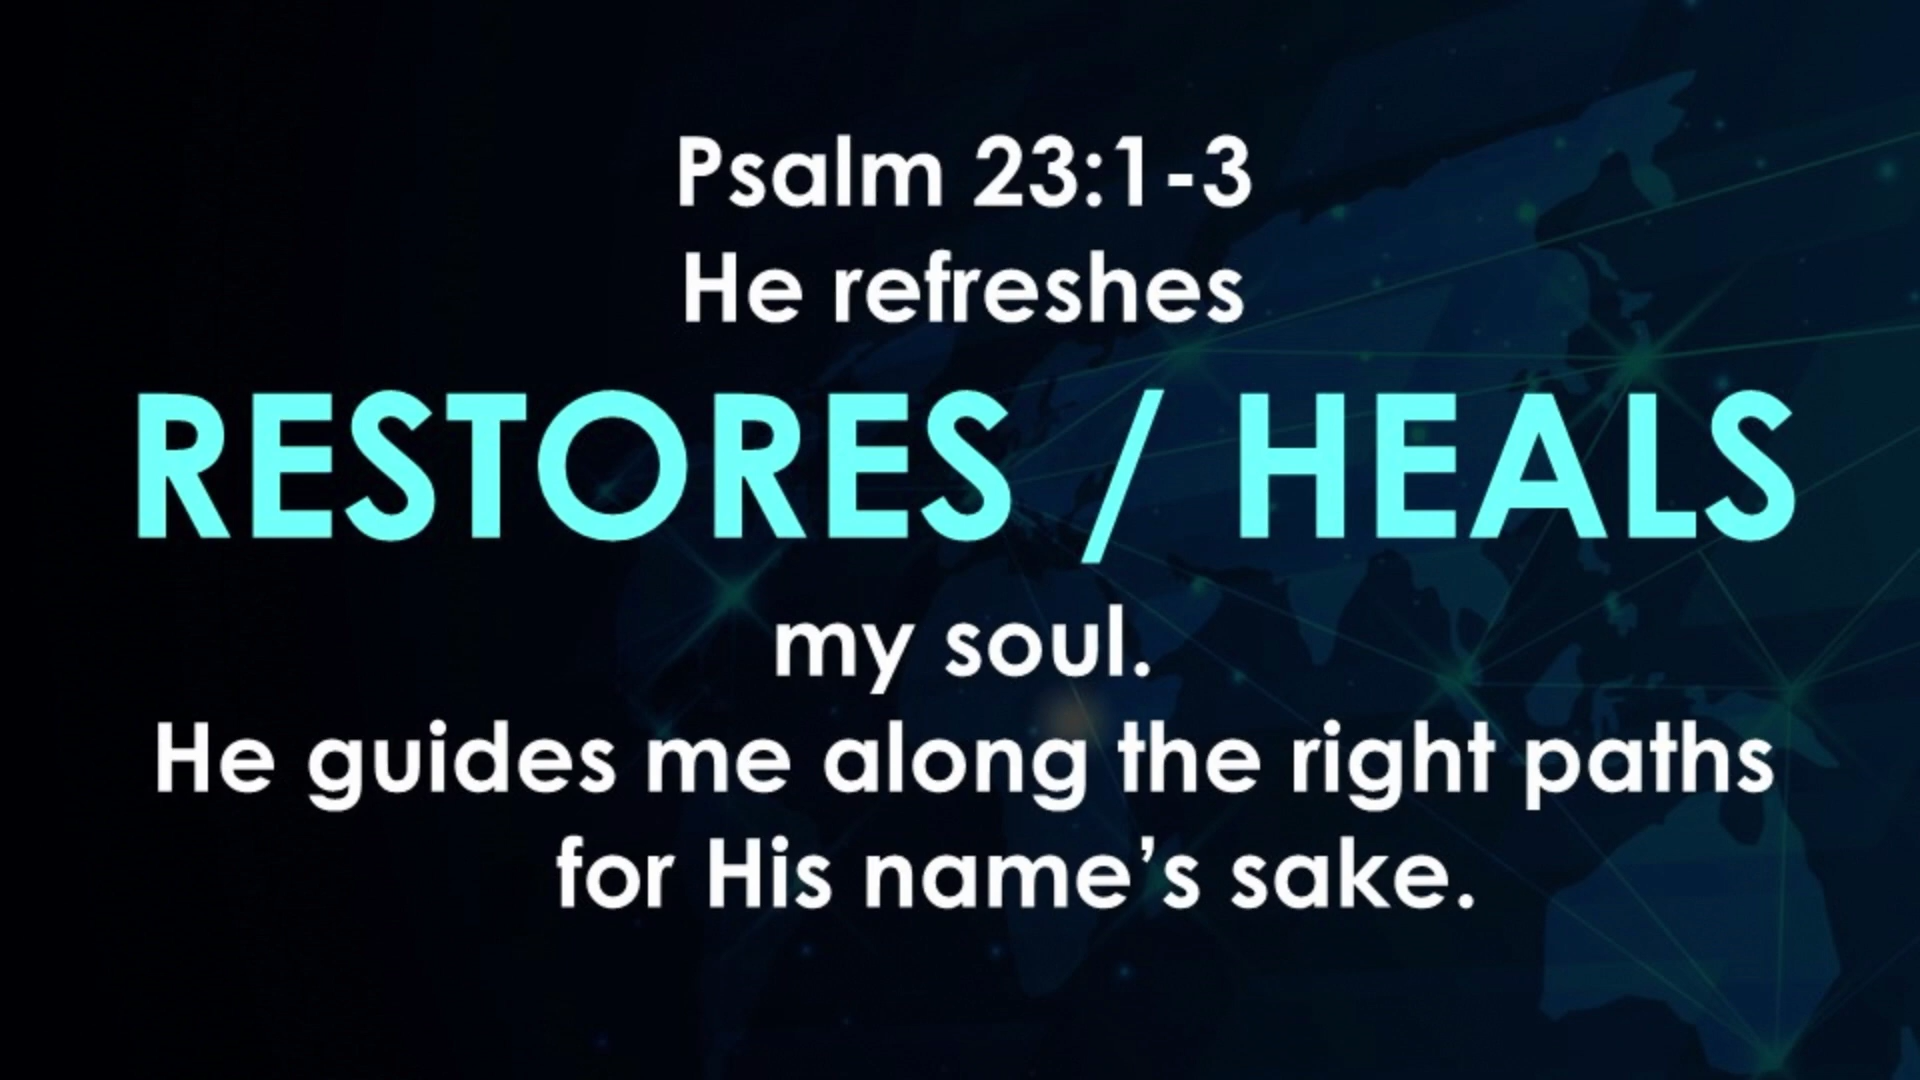 Psalm 23:1-3
He refreshes
RESTORES / HEALS
my soul.
He guides me along the right paths
for His name’s sake.